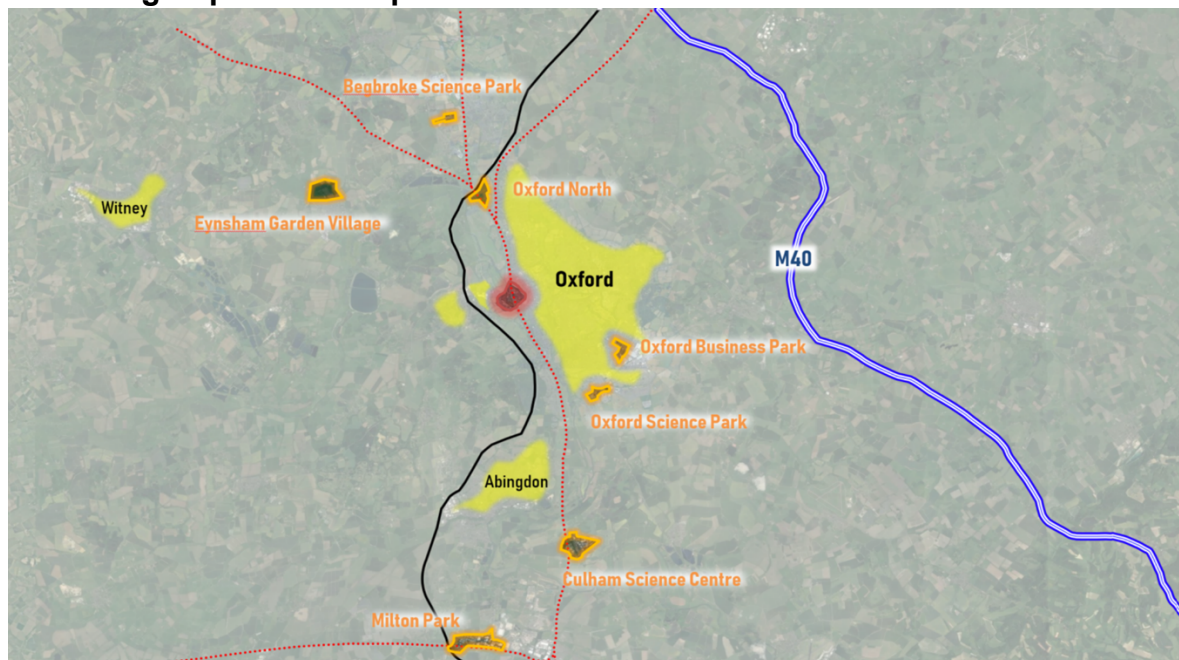 Begbroke Science Park
Oxford North
Witney
Eynsham Garden Village
M40
Oxford
Oxford Business Park
Oxford Science Park
Abingdon
Culham Science Centre
Milton Park